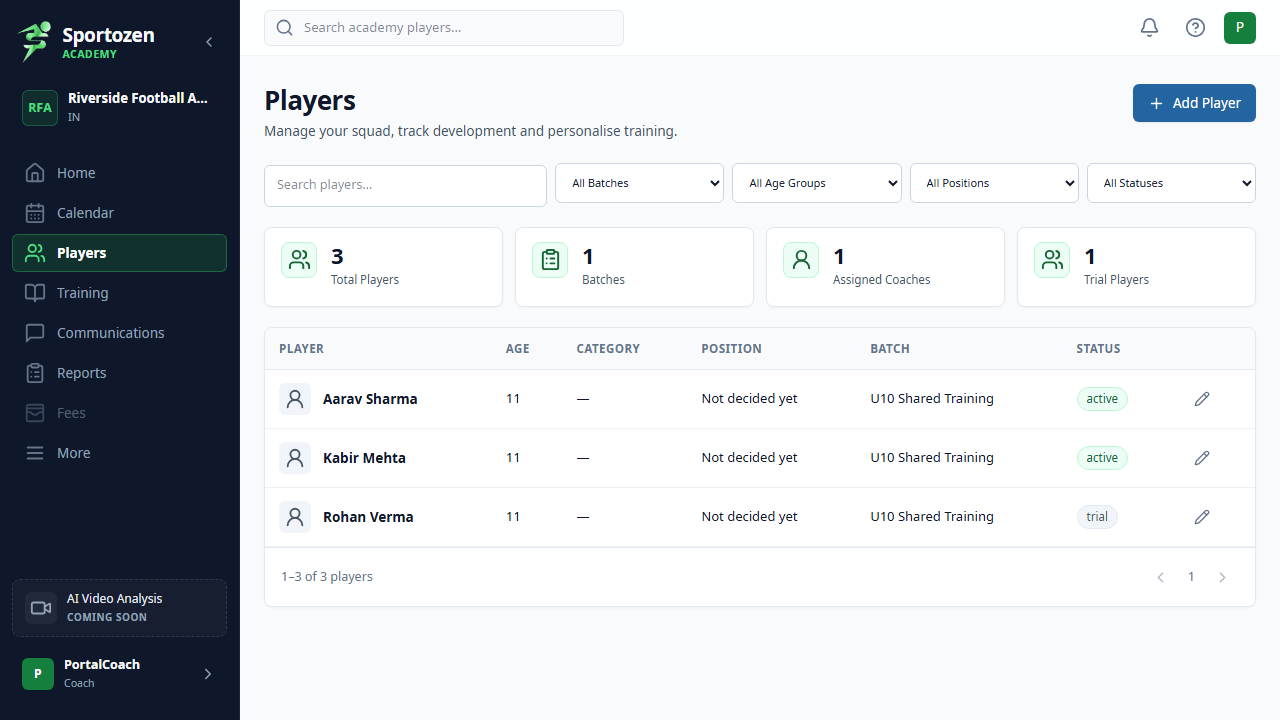 Sportozen
ACADEMY
RFA
Riverside Football A...
IN
Home
Calendar
Players
Training
Communications
Reports
Fees
More
AI Video Analysis
COMING SOON
P
PortalCoach
Coach
Search academy players...
P
Players
Manage your squad, track development and personalise training.
+ Add Player
Search players...
All Batches
All Age Groups
All Positions
All Statuses
3
Total Players
1
Batches
1
Assigned Coaches
1
Trial Players
PLAYER AGE CATEGORY POSITION BATCH STATUS
Aarav Sharma 11 — Not decided yet U10 Shared Training active
Kabir Mehta 11 — Not decided yet U10 Shared Training active
Rohan Verma 11 — Not decided yet U10 Shared Training trial
1–3 of 3 players
1